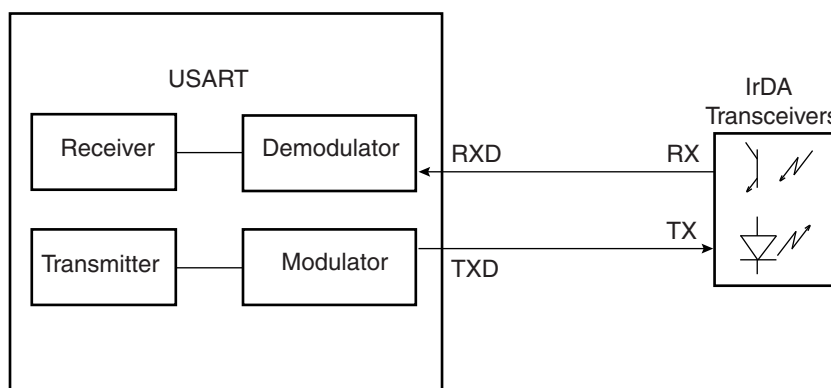 USART
IrDA
Transceivers
Receiver
Demodulator
RXD
RX
Transmitter
Modulator
TXD
TX